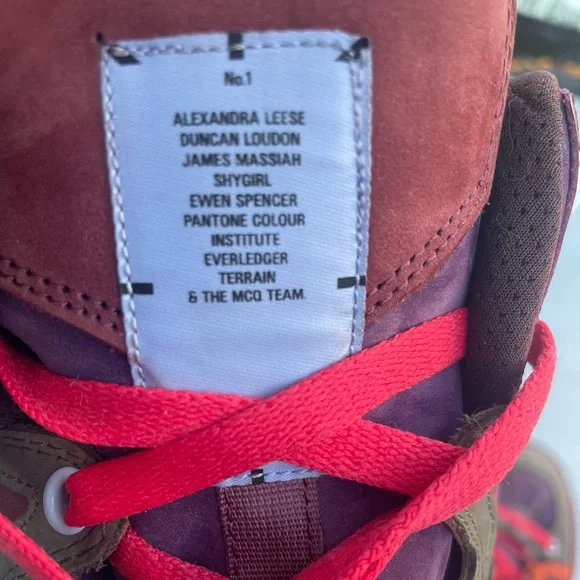 No.1
ALEXANDRA LEESE
DUNCAN LOUDON
JAMES MASSIAH
SHYGIRL
EWEN SPENCER
PANTONE COLOUR
INSTITUTE
EVERLEDGER
TERRAIN
& THE MCQ TEAM.